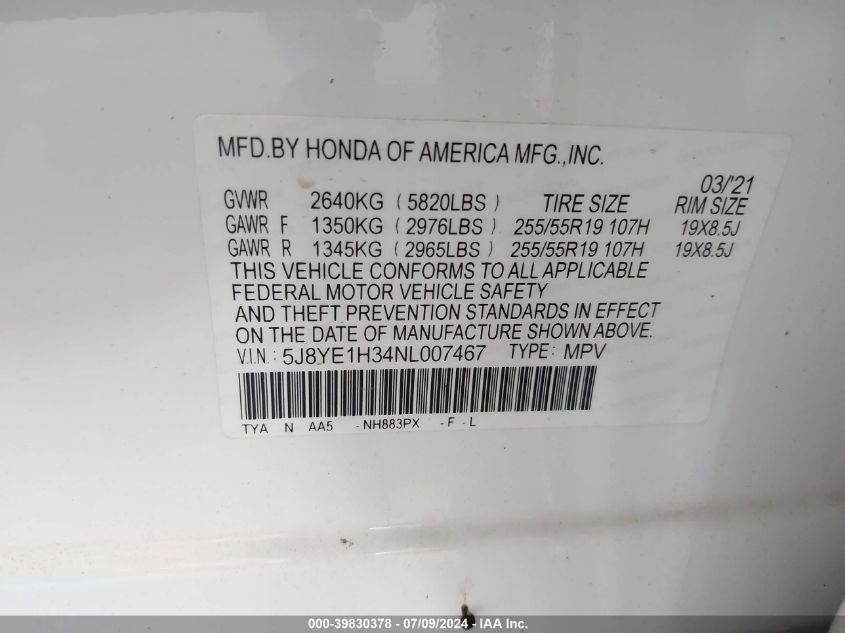 MFD.BY HONDA OF AMERICA MFG.,INC.
03/'21
GVWR 2640KG (5820LBS) TIRE SIZE RIM SIZE
GAWR F 1350KG (2976LBS) 255/55R19 107H 19X8.5J
GAWR R 1345KG (2965LBS) 255/55R19 107H 19X8.5J
THIS VEHICLE CONFORMS TO ALL APPLICABLE
FEDERAL MOTOR VEHICLE SAFETY
AND THEFT PREVENTION STANDARDS IN EFFECT
ON THE DATE OF MANUFACTURE SHOWN ABOVE.
V.I.N.: 5J8YE1H34NL007467 TYPE: MPV
TYA N AA5 -NH883PX -F -L
000-39830378 - 07/09/2024 - IAA Inc.